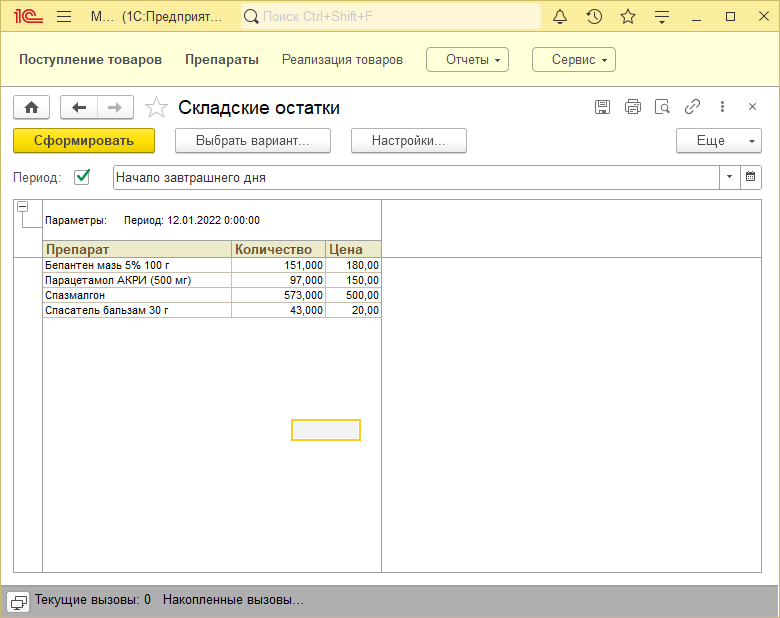 1С М... (1С:Предприят... Поиск Ctrl+Shift+F
Поступление товаров Препараты Реализация товаров Отчеты Сервис
Складские остатки
Сформировать Выбрать вариант... Настройки... Еще
Период: Начало завтрашнего дня
Параметры: Период: 12.01.2022 0:00:00
Препарат Количество Цена
Бепантен мазь 5% 100 г 151,000 180,00
Парацетамол АКРИ (500 мг) 97,000 150,00
Спазмалгон 573,000 500,00
Спасатель бальзам 30 г 43,000 20,00
Текущие вызовы: 0 Накопленные вызовы...